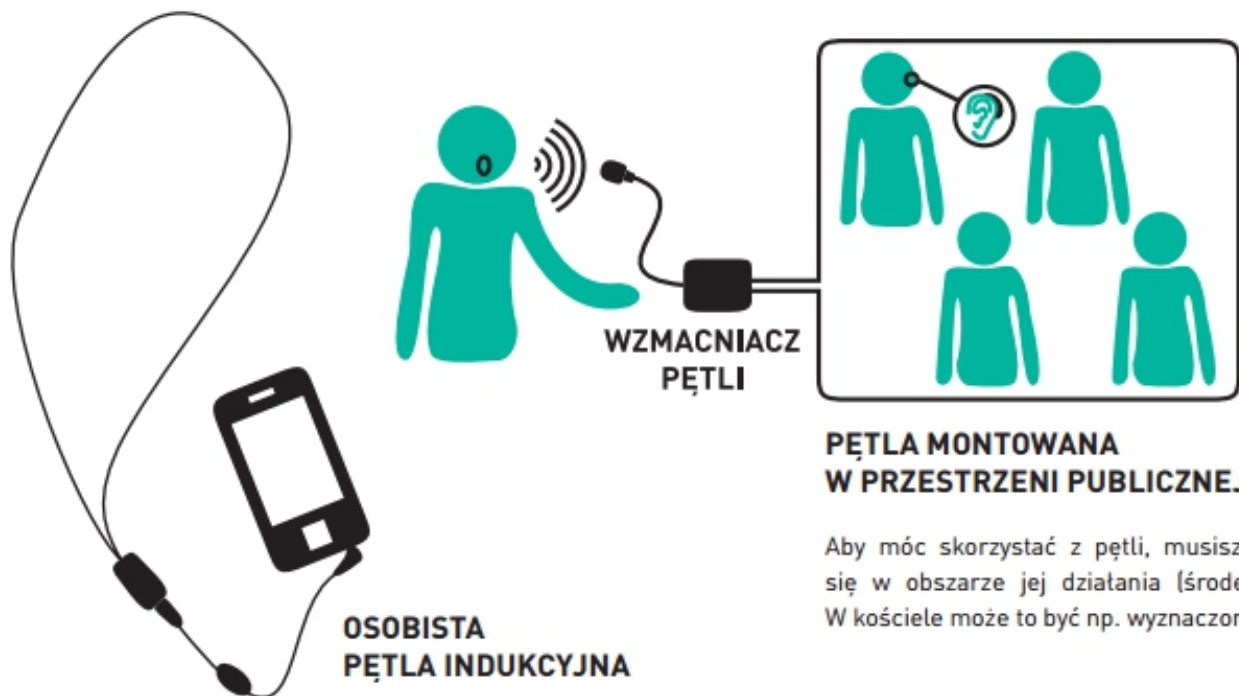 WZMACNIACZ
PĘTLI
PĘTLA MONTOWANA
W PRZESTRZENI PUBLICZNEJ
Aby móc skorzystać z pętli, musisz
się w obszarze jej działania
W kościele może to być np.
OSOBISTA
PĘTLA INDUKCYJNA